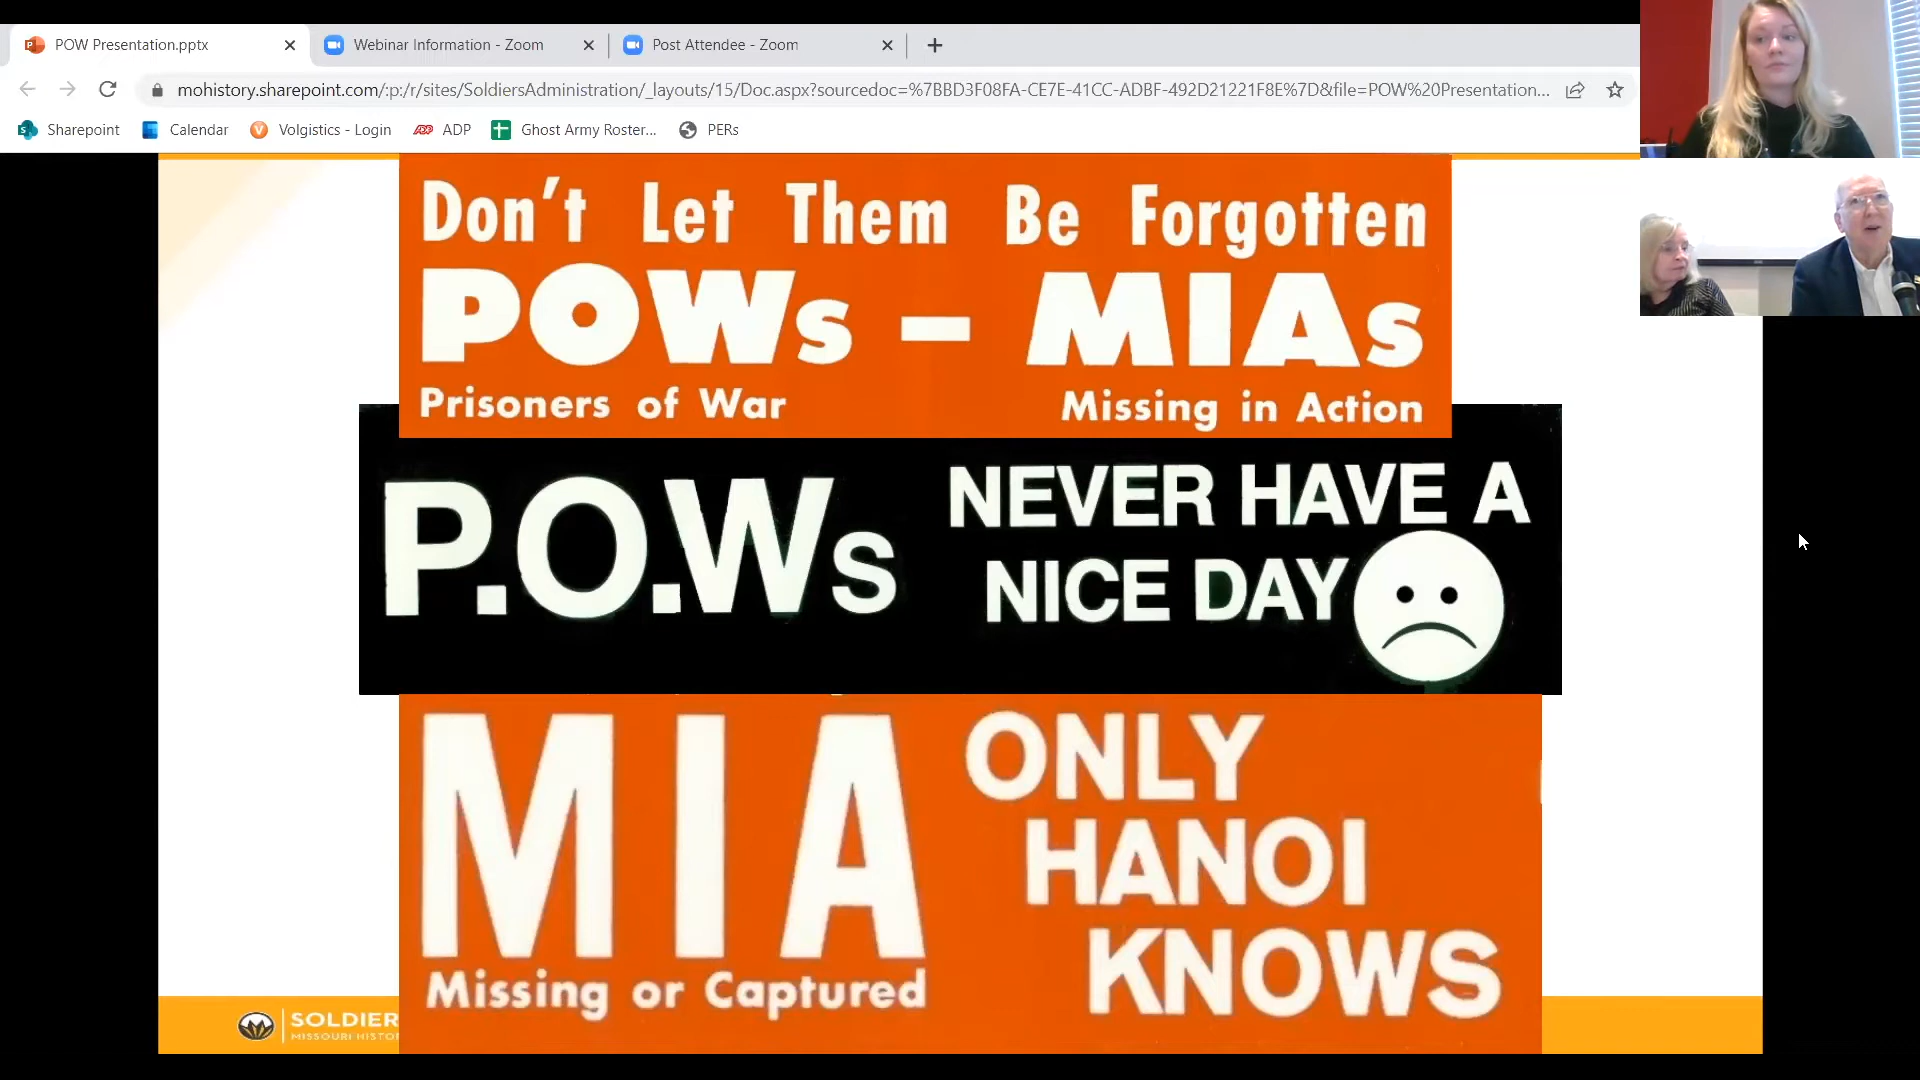 POW Presentation.pptx
Webinar Information - Zoom
Post Attendee - Zoom
mohistory.sharepoint.com/:p:/r/sites/SoldiersAdministration/_layouts/15/Doc.aspx?sourcedoc=%7BBD3F08FA-CE7E-41CC-ADBF-492D21221F8E%7D&file=POW%20Presentation...
Sharepoint
Calendar
Volgistics - Login
ADP
Ghost Army Roster...
PERs
Don't Let Them Be Forgotten
POWs – MIAs
Prisoners of War
Missing in Action
P.O.Ws
NEVER HAVE A
NICE DAY
MIA
Missing or Captured
ONLY
HANOI
KNOWS
SOLDIER
MISSOURI HISTO